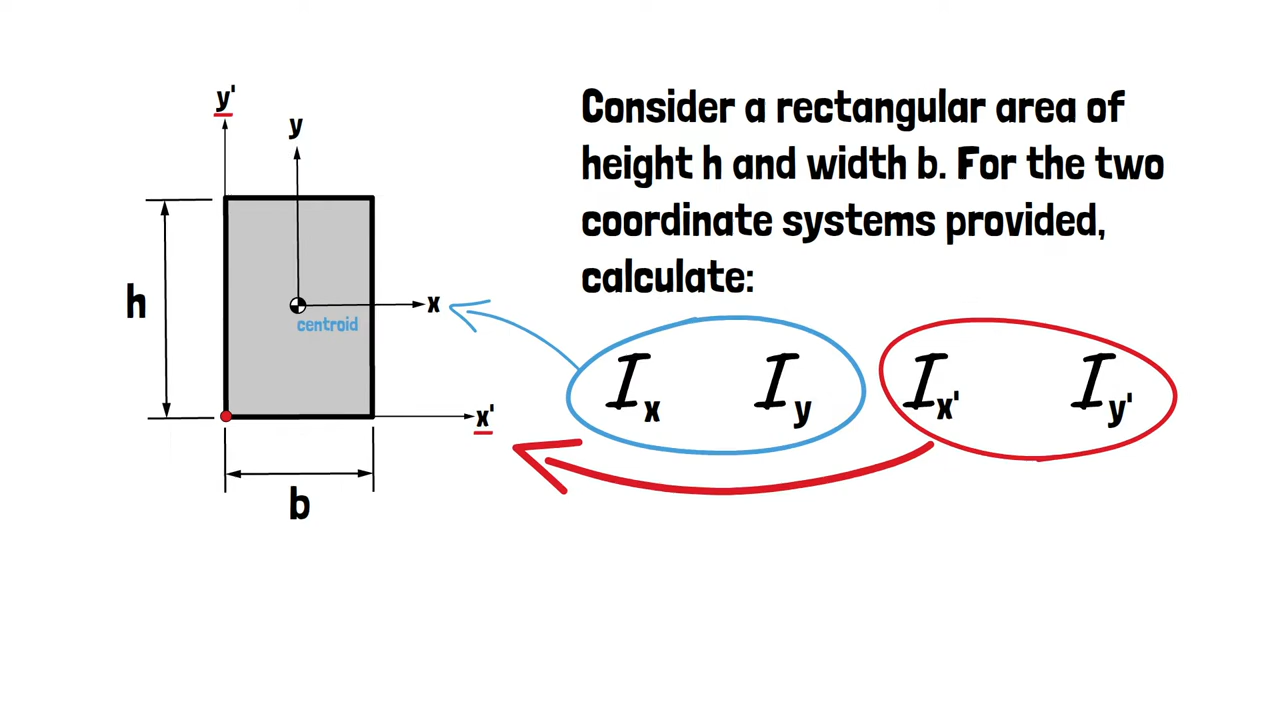 y'
y
h
x
centroid
x'
b
Consider a rectangular area of
height h and width b. For the two
coordinate systems provided,
calculate:
Ix Iy Ix' Iy'